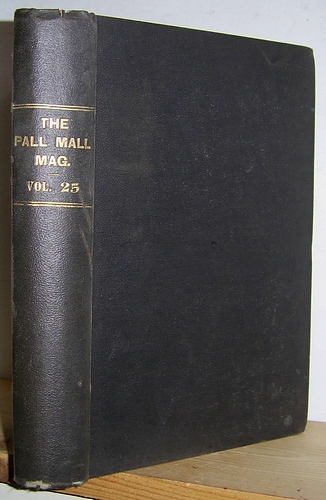 THE
PALL MALL
MAG.
VOL. 25